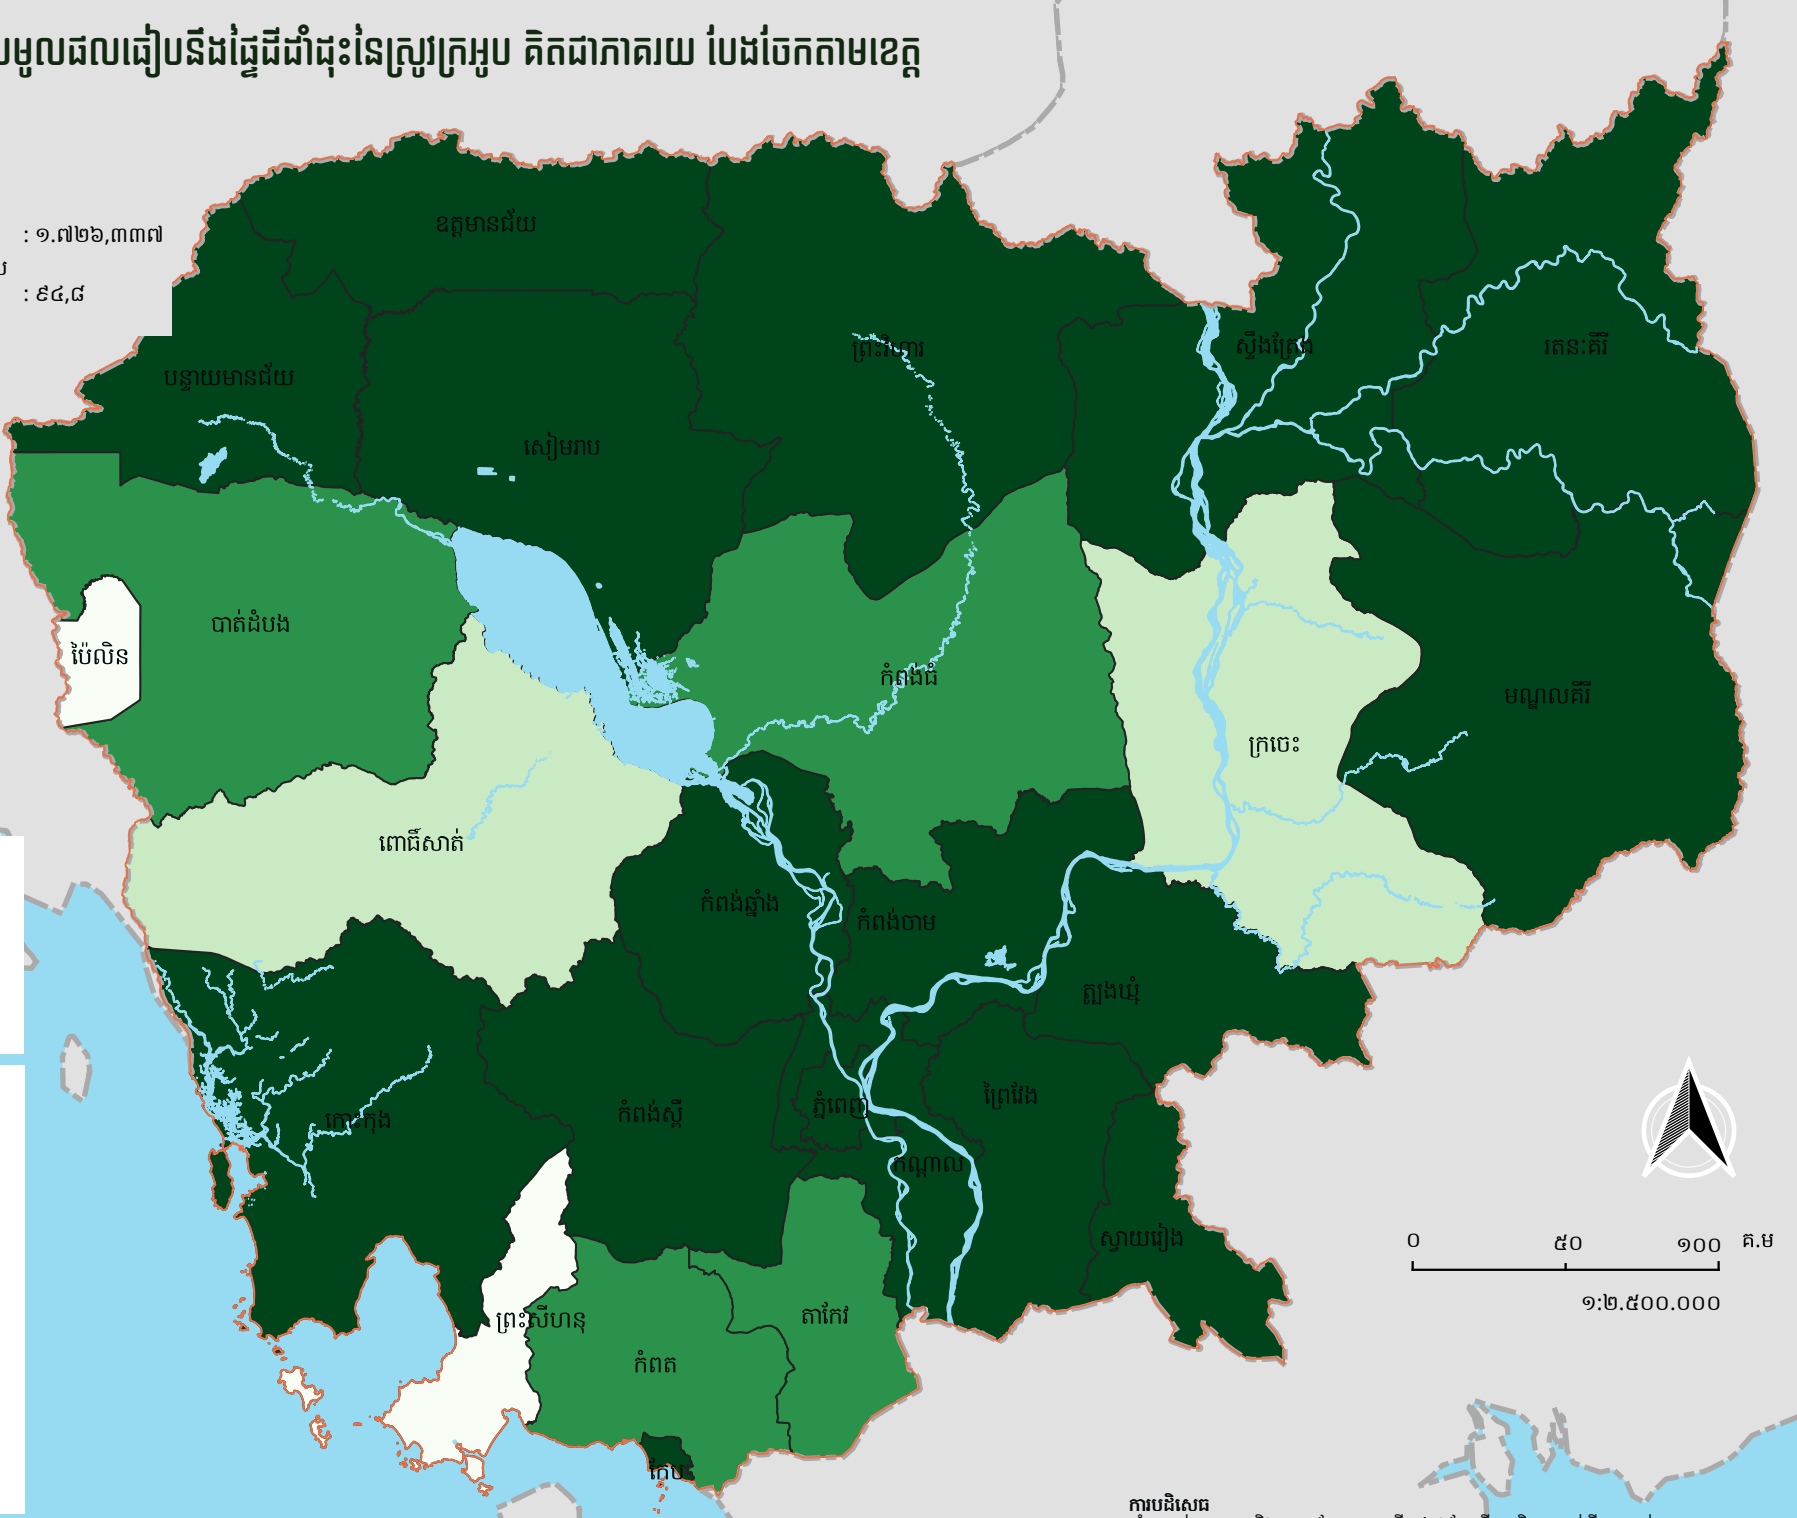 មូលផលធៀបនឹងផ្ទៃដីដាំដុះនៃស្រូវក្រអូប គិតជាភាគរយ បែងចែកតាមខេត្ត
: ១.៧២៦,៣៣៧
: ៩៤,៨
ឧត្តមានជ័យ
ព្រះវិហារ
ស្ទឹងត្រែង
រតនៈគិរី
បន្ទាយមានជ័យ
សៀមរាប
បាត់ដំបង
ប៉ៃលិន
កំពង់ធំ
មណ្ឌលគិរី
ក្រចេះ
ពោធិ៍សាត់
កំពង់ឆ្នាំង
កំពង់ចាម
ត្បូងឃ្មុំ
កោះកុង
កំពង់ស្ពឺ
ភ្នំពេញ
ព្រៃវែង
កណ្តាល
ស្វាយរៀង
ព្រះសីហនុ
តាកែវ
កំពត
កែប
០ ៥០ ១០០ គ.ម
១:២.៥០០.០០០
ការបដិសេធ